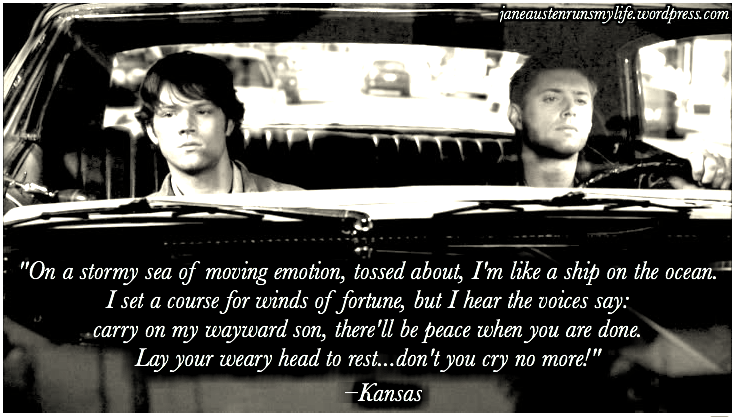 janeaustenrunsmylife.wordpress.com
"On a stormy sea of moving emotion, tossed about, I'm like a ship on the ocean.
I set a course for winds of fortune, but I hear the voices say:
carry on my wayward son, there'll be peace when you are done.
Lay your weary head to rest...don't you cry no more!"
–Kansas